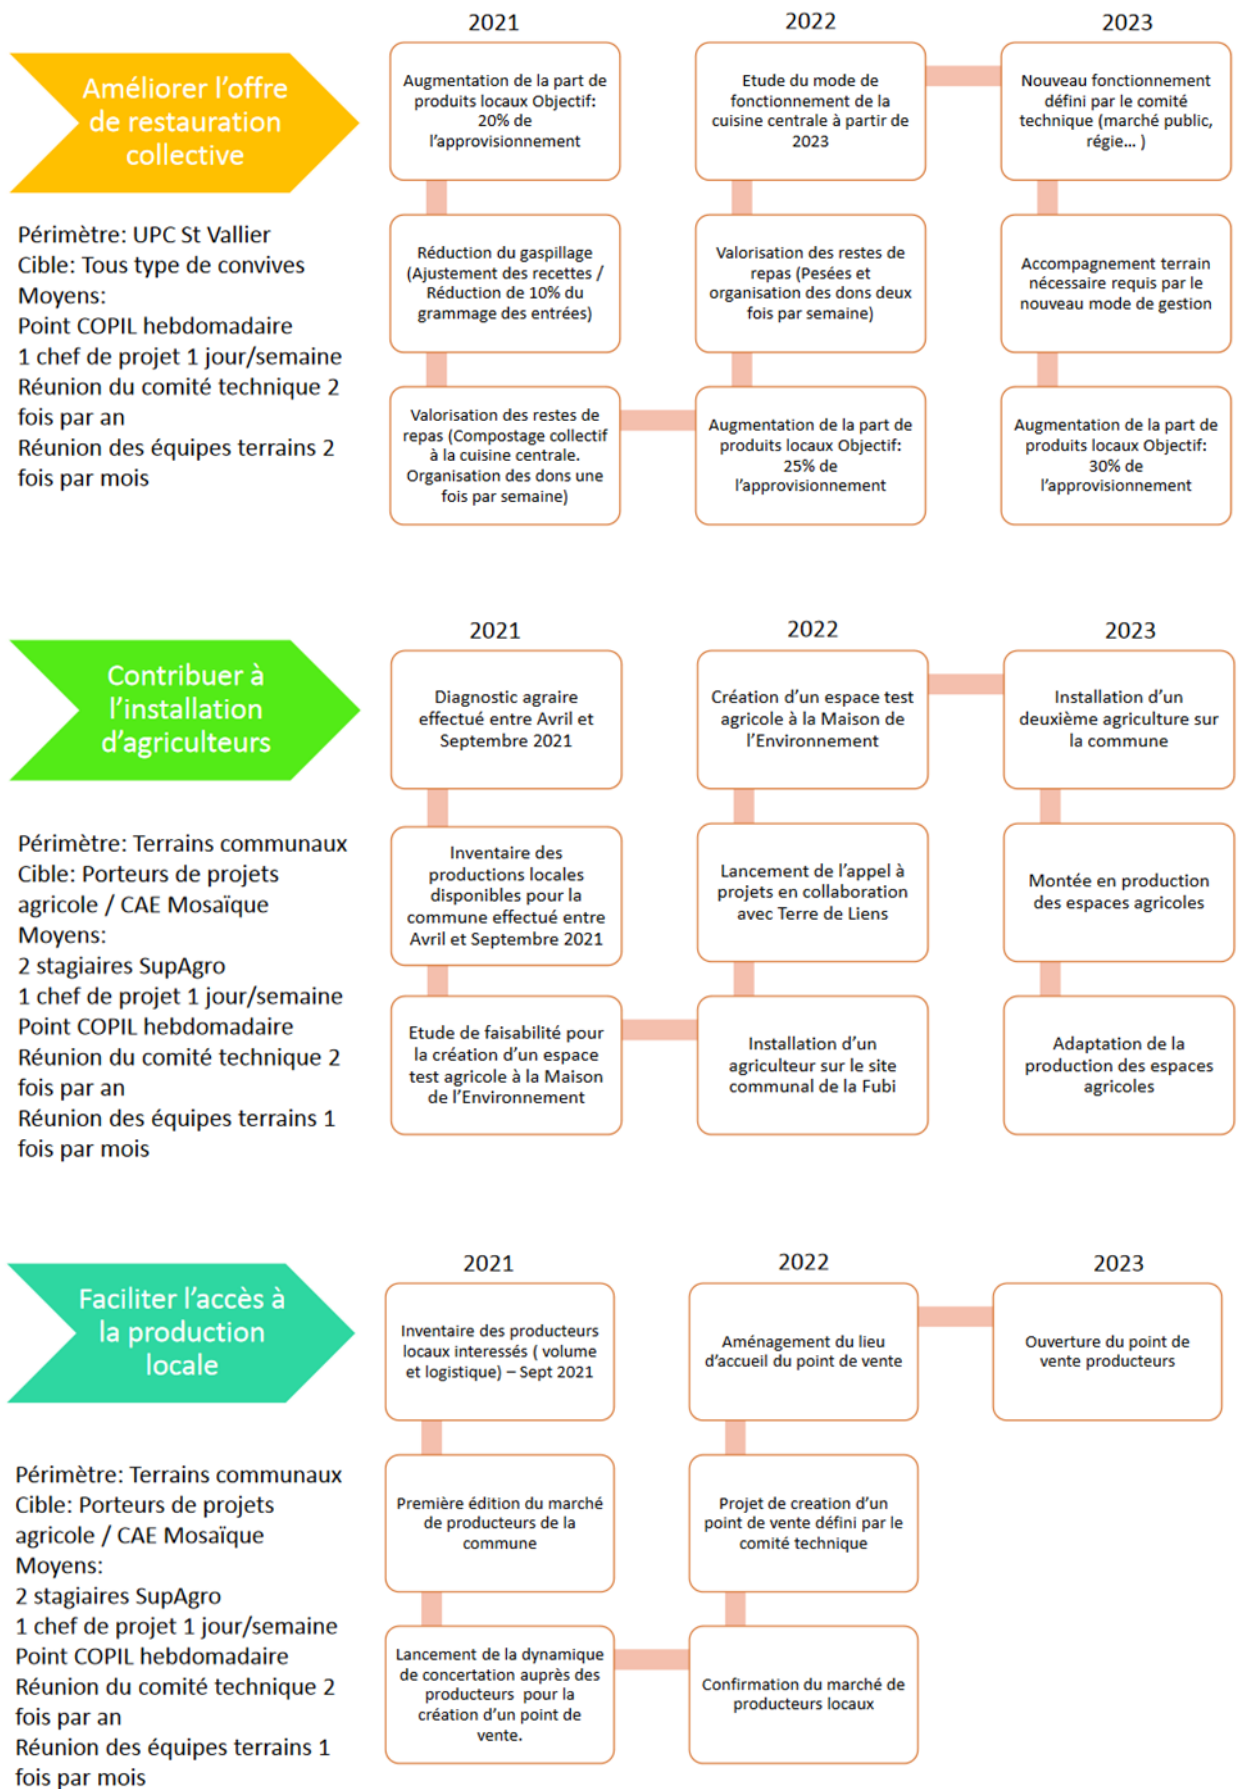 2021
2022
2023
Améliorer l'offre
de restauration
collective
Périmètre: UPC St Vallier
Cible: Tous type de convives
Moyens:
Point COPIL hebdomadaire
1 chef de projet 1 jour/semaine
Réunion du comité technique 2
fois par an
Réunion des équipes terrains 2
fois par mois
Augmentation de la part de
produits locaux Objectif:
20% de
l'approvisionnement
Réduction du gaspillage
(Ajustement des recettes /
Réduction de 10% du
grammage des entrées)
Valorisation des restes de
repas (Compostage collectif
à la cuisine centrale.
Organisation des dons une
fois par semaine)
Etude du mode de
fonctionnement de la
cuisine centrale à partir de
2023
Valorisation des restes de
repas (Pesées et
organisation des dons deux
fois par semaine)
Augmentation de la part de
produits locaux Objectif:
25% de
l'approvisionnement
Nouveau fonctionnement
défini par le comité
technique (marché public,
régie... )
Accompagnement terrain
nécessaire requis par le
nouveau mode de gestion
Augmentation de la part de
produits locaux Objectif:
30% de
l'approvisionnement
2021
2022
2023
Contribuer à
l'installation
d'agriculteurs
Périmètre: Terrains communaux
Cible: Porteurs de projets
agricole / CAE Mosaïque
Moyens:
2 stagiaires SupAgro
1 chef de projet 1 jour/semaine
Point COPIL hebdomadaire
Réunion du comité technique 2
fois par an
Réunion des équipes terrains 1
fois par mois
Diagnostic agraire
effectué entre Avril et
Septembre 2021
Inventaire des
productions locales
disponibles pour la
commune effectué entre
Avril et Septembre 2021
Etude de faisabilité pour
la création d'un espace
test agricole à la Maison
de l'Environnement
Création d'un espace test
agricole à la Maison de
l'Environnement
Lancement de l'appel à
projets en collaboration
avec Terre de Liens
Installation d'un
agriculteur sur le site
communal de la Fubi
Installation d'un
deuxième agriculture sur
la commune
Montée en production
des espaces agricoles
Adaptation de la
production des espaces
agricoles
2021
2022
2023
Faciliter l'accès à
la production
locale
Périmètre: Terrains communaux
Cible: Porteurs de projets
agricole / CAE Mosaïque
Moyens:
2 stagiaires SupAgro
1 chef de projet 1 jour/semaine
Point COPIL hebdomadaire
Réunion du comité technique 2
fois par an
Réunion des équipes terrains 1
fois par mois
Inventaire des producteurs
locaux interessés ( volume
et logistique) – Sept 2021
Première édition du marché
de producteurs de la
commune
Lancement de la dynamique
de concertation auprès des
producteurs pour la
création d'un point de
vente.
Aménagement du lieu
d'accueil du point de vente
Projet de creation d'un
point de vente défini par le
comité technique
Confirmation du marché de
producteurs locaux
Ouverture du point de
vente producteurs